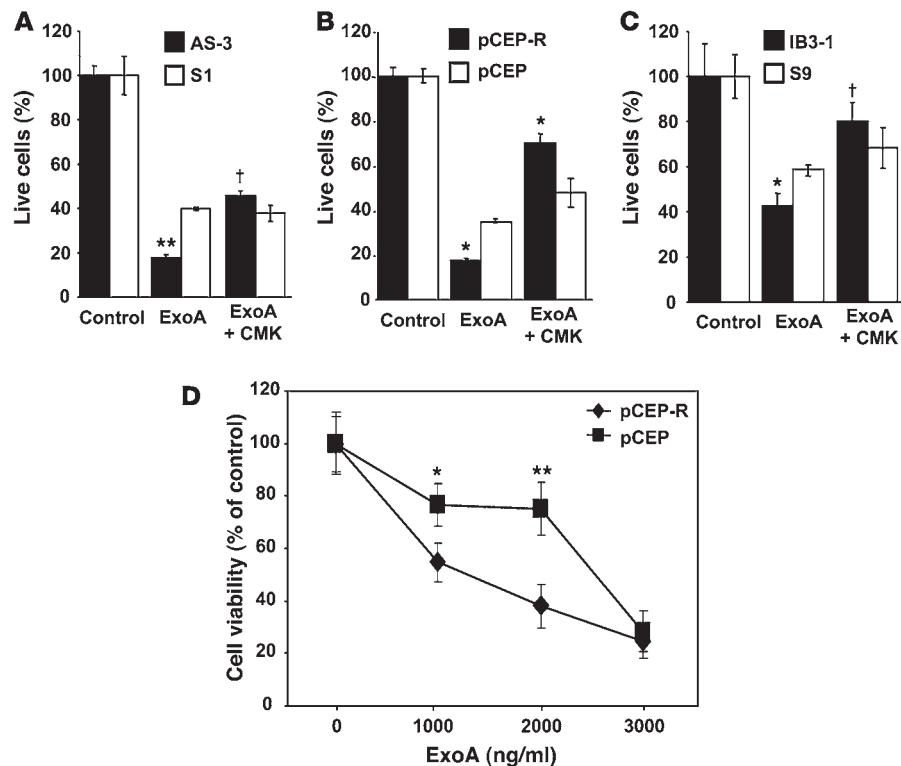 A
120
100
80
60
40
20
0
Live cells (%)
AS-3
S1
**
†
Control
ExoA
ExoA
+ CMK
B
120
100
80
60
40
20
0
Live cells (%)
pCEP-R
pCEP
*
*
Control
ExoA
ExoA
+ CMK
C
120
100
80
60
40
20
0
Live cells (%)
IB3-1
S9
*
†
Control
ExoA
ExoA
+ CMK
D
120
100
80
60
40
20
0
Cell viability (% of control)
pCEP-R
pCEP
*
**
0
1000
2000
3000
ExoA (ng/ml)